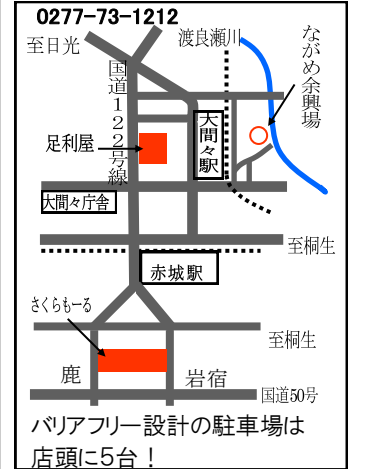 0277-73-1212
至日光
渡良瀬川
ながめ余興場
国道122号線
足利屋
大間々駅
大間々庁舎
至桐生
赤城駅
さくらもーる
至桐生
鹿
岩宿
国道50号
バリアフリー設計の駐車場は
店頭に5台！